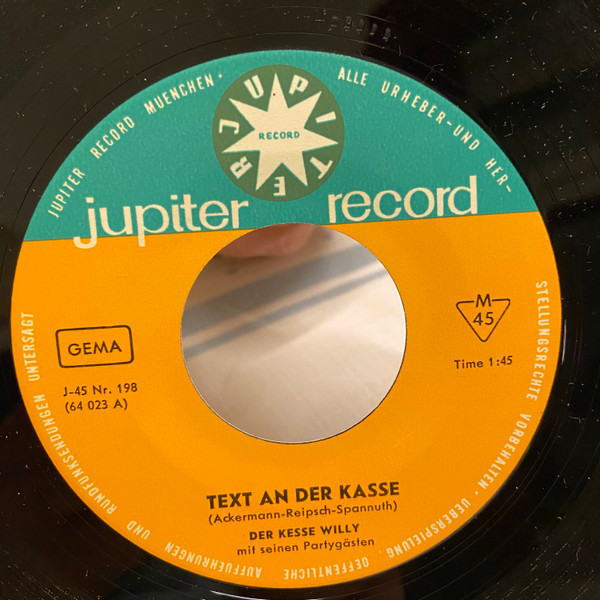 JUPITER RECORD MUENCHEN · ALLE URHEBER-UND HER-
STELLUNGSRECHTE VORBEHALTEN · UEBERSPIELUNG
OEFFENTLICHE AUFFUEHRUNGEN UND RUNDFUNKSENDUNGEN UNTERSAGT
JUPITER
RECORD
jupiter record
GEMA
M
45
J-45 Nr. 198
(64 023 A)
Time 1:45
TEXT AN DER KASSE
(Ackermann-Reipsch-Spannuth)
DER KESSE WILLY
mit seinen Partygästen